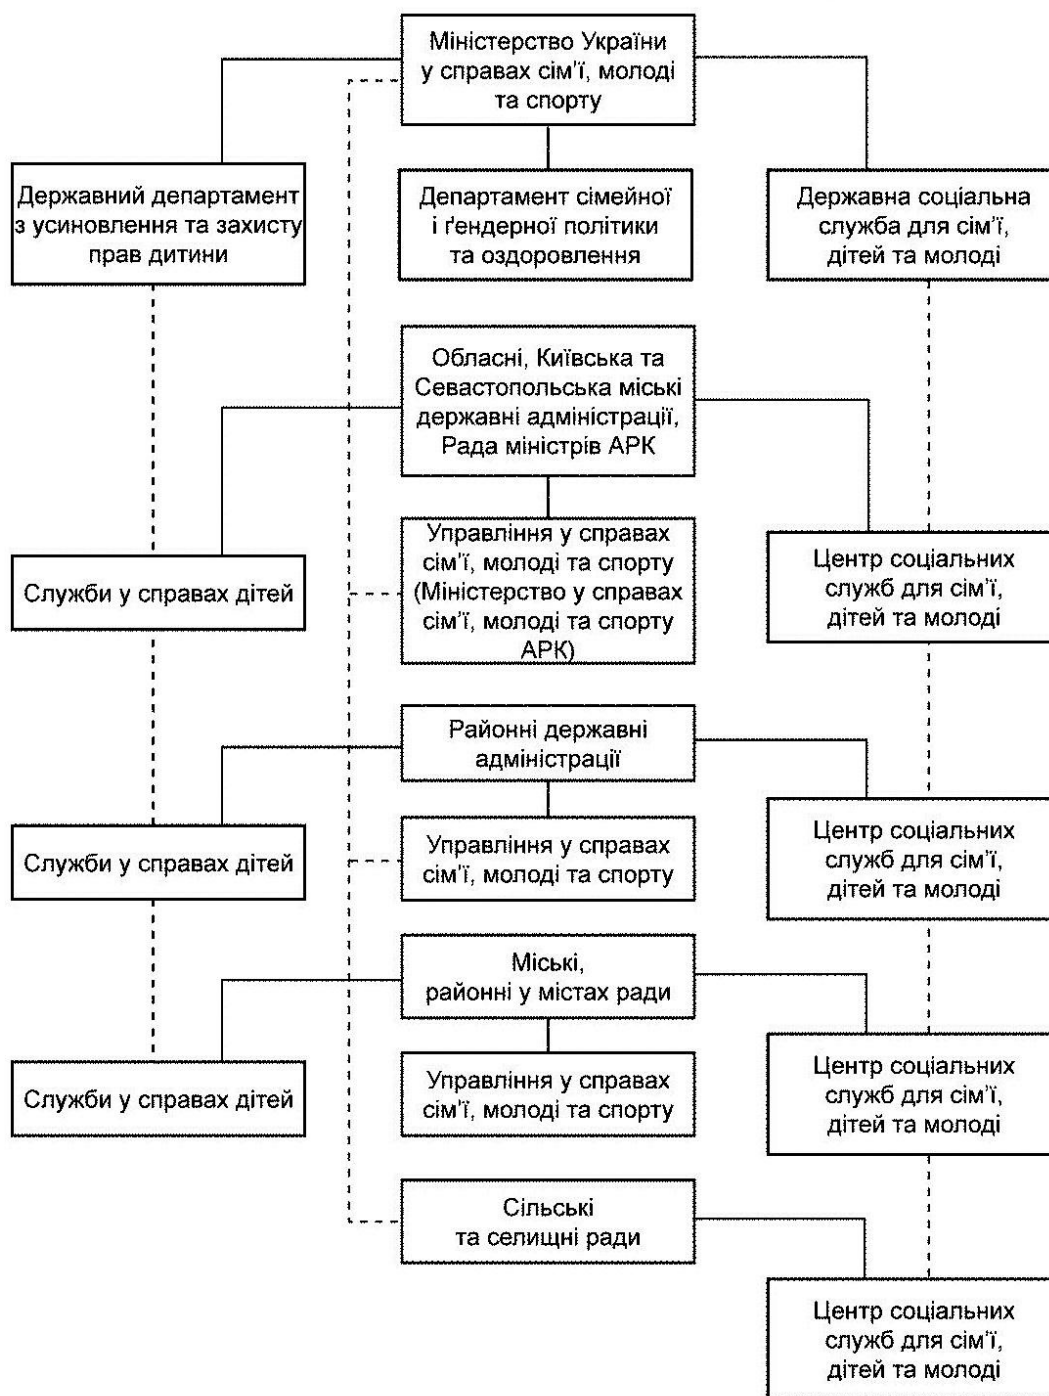 Міністерство України
у справах сім’ї, молоді
та спорту
Державний департамент
з усиновлення та захисту
прав дитини
Департамент сімейної
і ґендерної політики
та оздоровлення
Державна соціальна
служба для сім’ї,
дітей та молоді
Обласні, Київська та
Севастопольська міські
державні адміністрації,
Рада міністрів АРК
Служби у справах дітей
Управління у справах
сім’ї, молоді та спорту
(Міністерство у справах
сім’ї, молоді та спорту
АРК)
Центр соціальних
служб для сім’ї,
дітей та молоді
Районні державні
адміністрації
Служби у справах дітей
Управління у справах
сім’ї, молоді та спорту
Центр соціальних
служб для сім’ї,
дітей та молоді
Міські,
районні у містах ради
Служби у справах дітей
Управління у справах
сім’ї, молоді та спорту
Центр соціальних
служб для сім’ї,
дітей та молоді
Сільські
та селищні ради
Центр соціальних
служб для сім’ї,
дітей та молоді